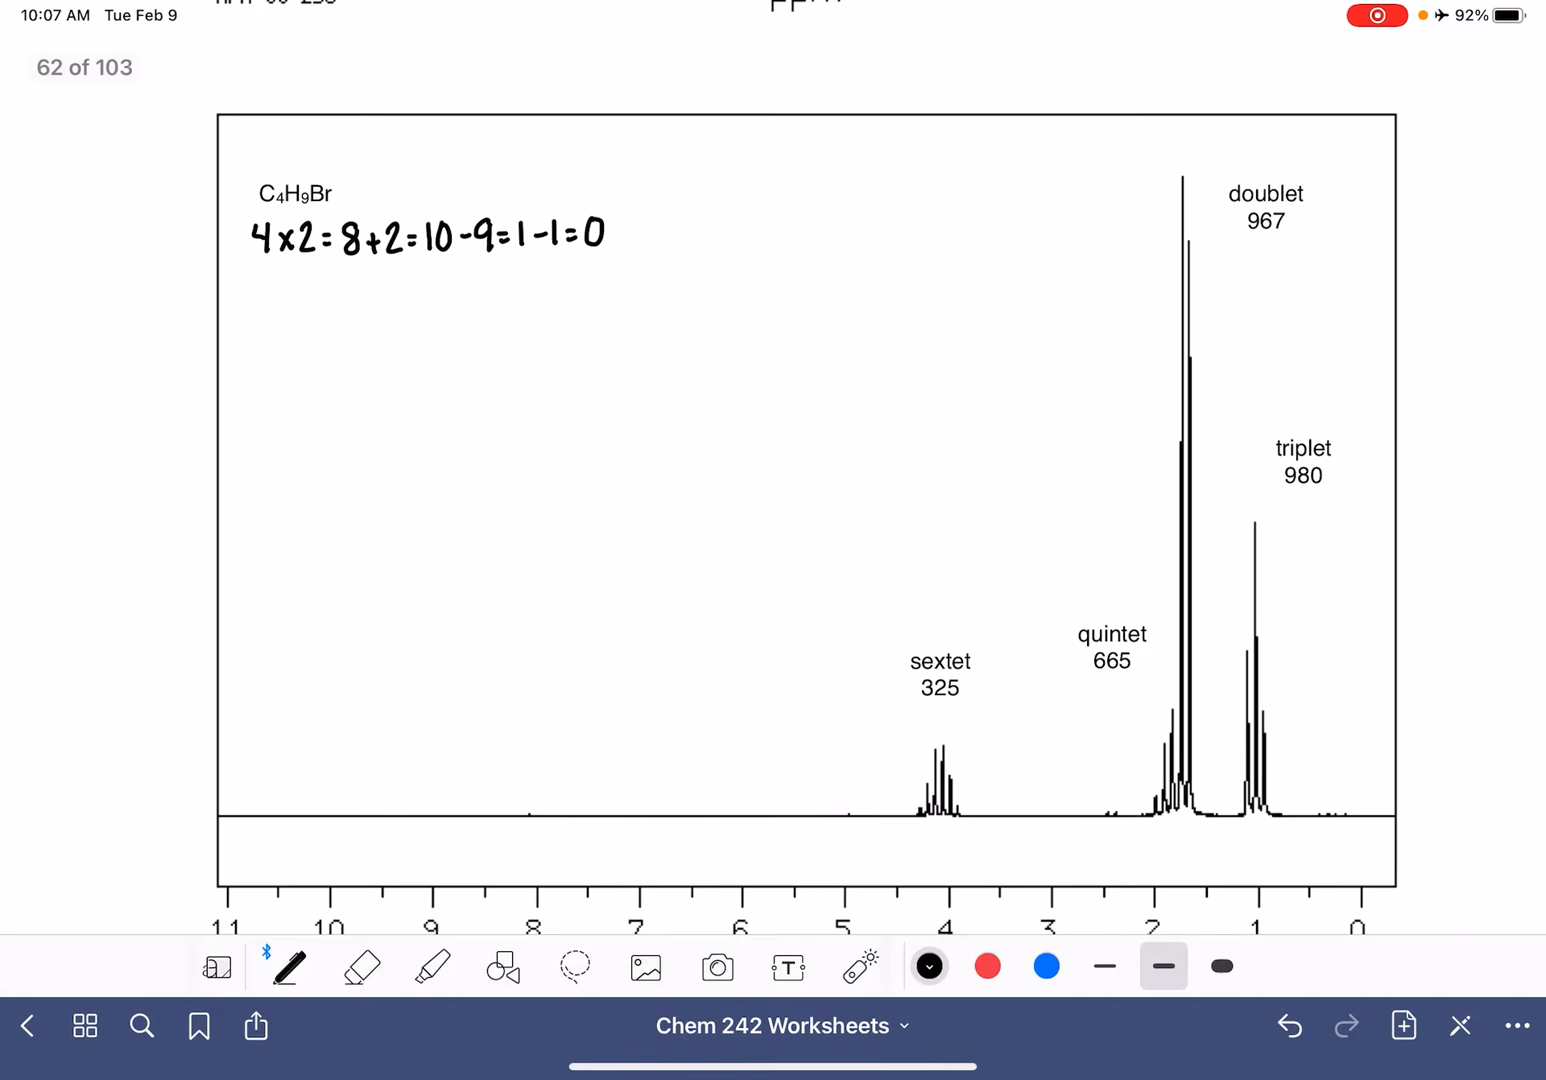 10:07 AM Tue Feb 9
92%
62 of 103
C₄H₉Br
4x2=8+2=10-9=1-1=0
doublet
967
triplet
980
quintet
665
sextet
325
11 10 9 8 7 6 5 4 3 2 1 0
T
Chem 242 Worksheets